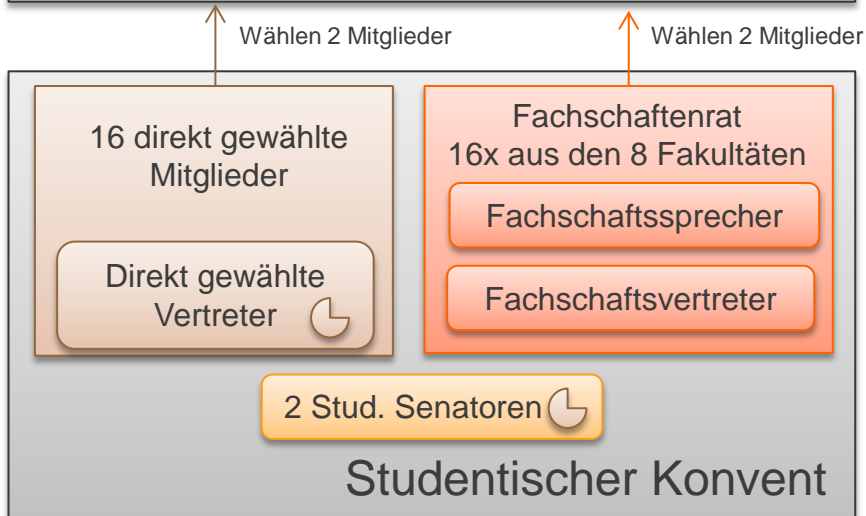 Wählen 2 Mitglieder
Wählen 2 Mitglieder
16 direkt gewählte
Mitglieder
Direkt gewählte
Vertreter
Fachschaftenrat
16x aus den 8 Fakultäten
Fachschaftssprecher
Fachschaftsvertreter
2 Stud. Senatoren
Studentischer Konvent